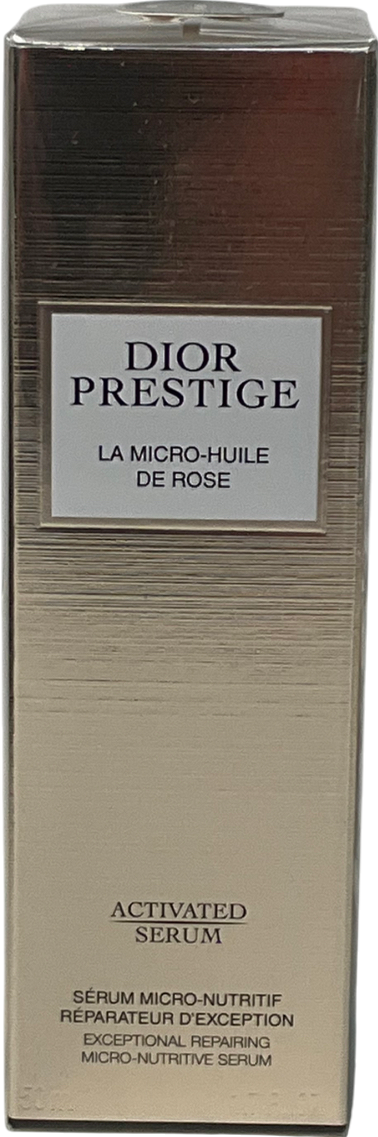 DIOR
PRESTIGE
LA MICRO-HUILE
DE ROSE
ACTIVATED
SERUM
SÉRUM MICRO-NUTRITIF
RÉPARATEUR D'EXCEPTION
EXCEPTIONAL REPAIRING
MICRO-NUTRITIVE SERUM